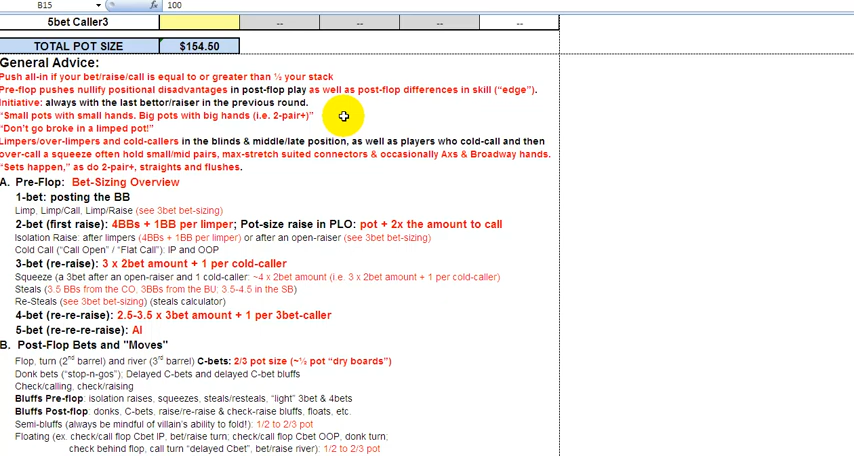 B15 fx 100
5bet Caller3 -- -- -- --
TOTAL POT SIZE $154.50
General Advice:
Push all-in if your bet/raise/call is equal to or greater than ½ your stack
Pre-flop pushes nullify positional disadvantages in post-flop play as well as post-flop differences in skill (“edge”).
Initiative: always with the last bettor/raiser in the previous round.
“Small pots with small hands. Big pots with big hands (i.e. 2-pair+)”
“Don't go broke in a limped pot!”
Limpers/over-limpers and cold-callers in the blinds & middle/late position, as well as players who cold-call and then
over-call a squeeze often hold small/mid pairs, max-stretch suited connectors & occasionally Axs & Broadway hands.
“Sets happen,” as do 2-pair+, straights and flushes.
A. Pre-Flop: Bet-Sizing Overview
1-bet: posting the BB
Limp, Limp/Call, Limp/Raise (see 3bet bet-sizing)
2-bet (first raise): 4BBs + 1BB per limper; Pot-size raise in PLO: pot + 2x the amount to call
Isolation Raise: after limpers (4BBs + 1BB per limper) or after an open-raiser (see 3bet bet-sizing)
Cold Call (“Call Open” / “Flat Call”): IP and OOP
3-bet (re-raise): 3 x 2bet amount + 1 per cold-caller
Squeeze (a 3bet after an open-raiser and 1 cold-caller: ~4 x 2bet amount (i.e. 3 x 2bet amount + 1 per cold-caller)
Steals (3.5 BBs from the CO, 3BBs from the BU; 3.5-4.5 in the SB)
Re-Steals (see 3bet bet-sizing) (steals calculator)
4-bet (re-re-raise): 2.5-3.5 x 3bet amount + 1 per 3bet-caller
5-bet (re-re-re-raise): AI
B. Post-Flop Bets and "Moves"
Flop, turn (2nd barrel) and river (3rd barrel) C-bets: 2/3 pot size (~½ pot “dry boards”)
Donk bets (“stop-n-gos”): Delayed C-bets and delayed C-bet bluffs
Check/calling, check/raising
Bluffs Pre-flop: isolation raises, squeezes, steals/resteals, “light” 3bet & 4bets
Bluffs Post-flop: donks, C-bets, raise/re-raise & check-raise bluffs, floats, etc.
Semi-bluffs (always be mindful of villain's ability to fold!): 1/2 to 2/3 pot
Floating (ex. check/call flop Cbet IP, bet/raise turn; check/call flop Cbet OOP, donk turn;
check behind flop, call turn “delayed Cbet”, bet/raise river): 1/2 to 2/3 pot